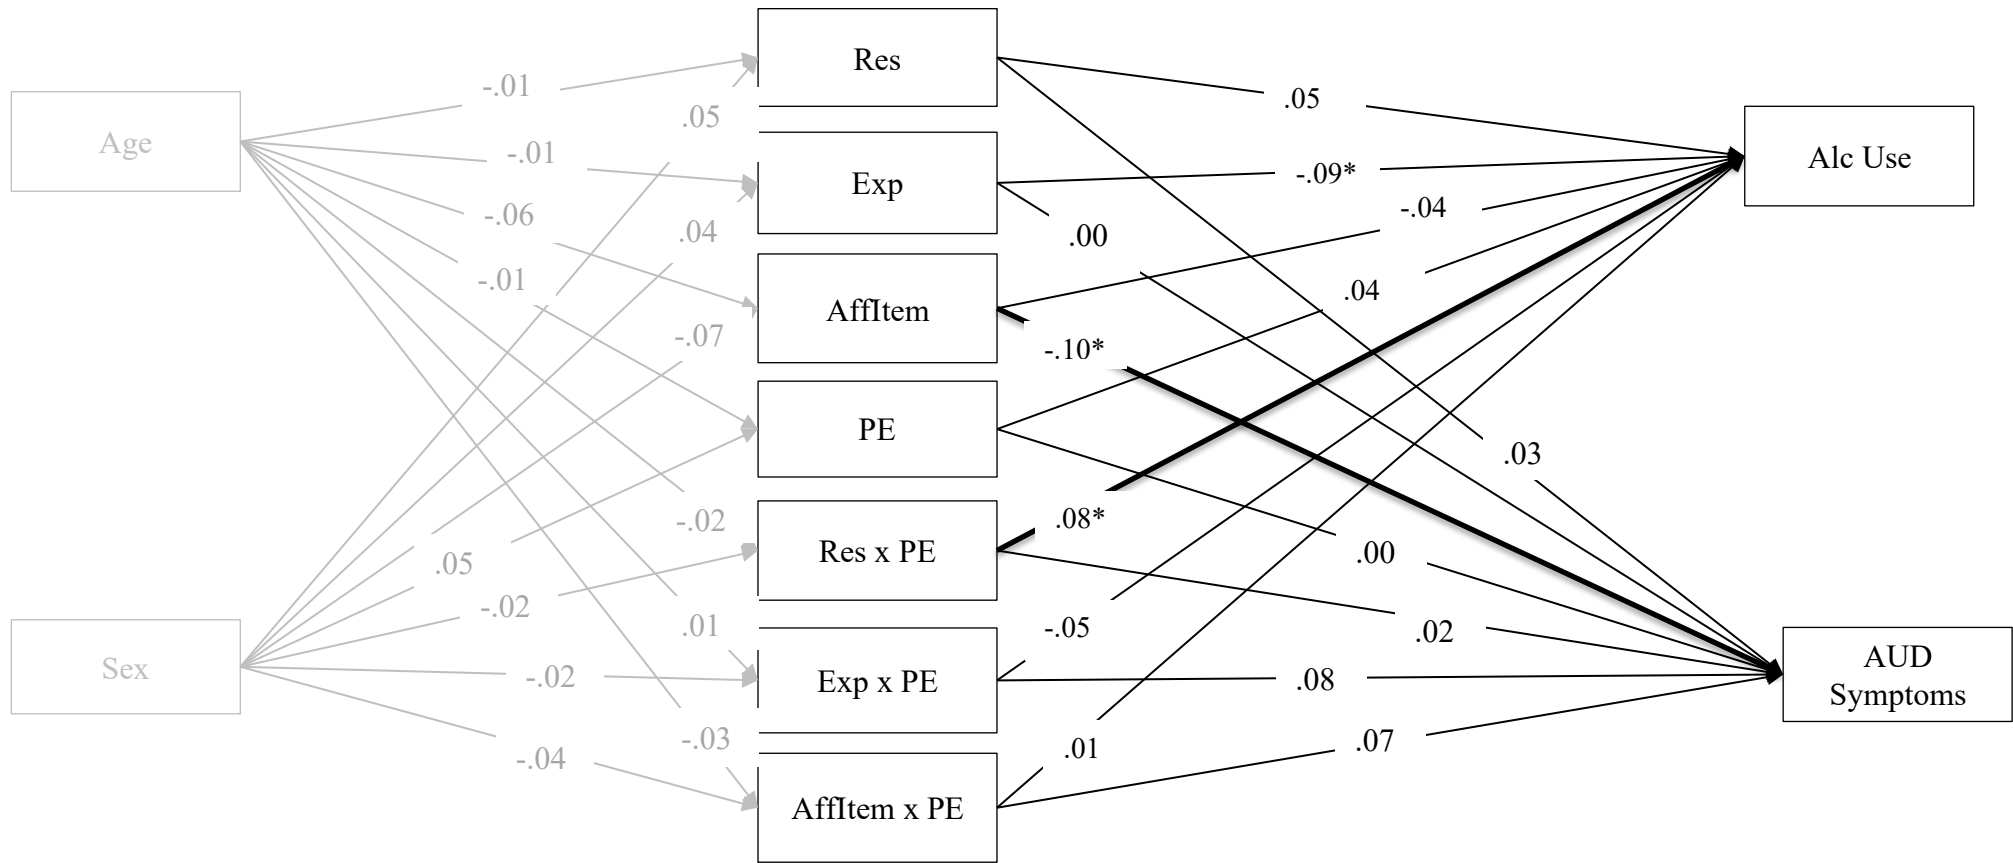 Res
-.01
.05
.05
Age
-.01
Exp
-.09*
Alc Use
-.06
.04
-.04
.00
-.01
AffItem
.04
-.07
-.10*
PE
.03
-.02
.08*
.05
Res x PE
.00
-.02
.01
-.05
.02
Sex
-.02
Exp x PE
.08
AUD
Symptoms
-.03
-.04
.01
.07
AffItem x PE